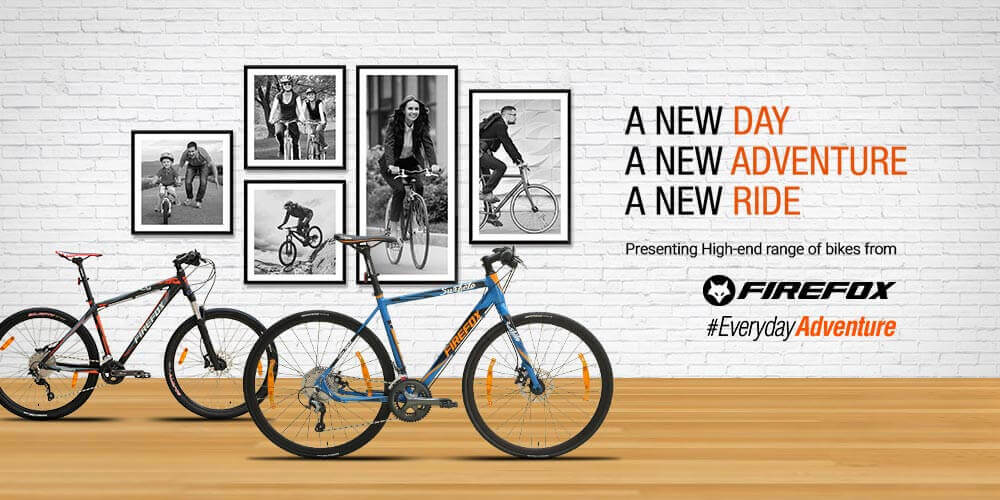 A NEW DAY
A NEW ADVENTURE
A NEW RIDE
Presenting High-end range of bikes from
FIREFOX
#EverydayAdventure
FIREFOX
FIREFOX